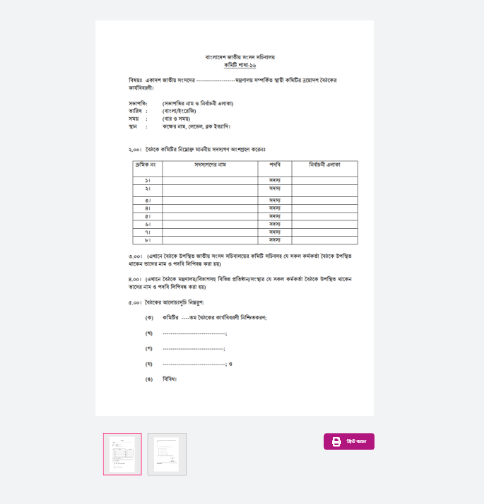 বাংলাদেশ জাতীয় সংসদ সচিবালয়
কমিটি শাখা-১৬
বিষয়ঃ একাদশ জাতীয় সংসদের -------------------মন্ত্রণালয় সম্পর্কিত স্থায়ী কমিটির ত্রয়োদশ বৈঠকের
কার্যবিবরণী।
সভাপতি: (সভাপতির নাম ও নির্বাচনী এলাকা)
তারিখ : (বাংলা/ইংরেজি)
সময় : (বার ও সময়)
স্থান : কক্ষের নাম, লেভেল, ব্লক ইত্যাদি।
২.০০। বৈঠকে কমিটির নিম্নোক্ত মাননীয় সদস্যগণ অংশগ্রহণ করেনঃ
ক্রমিক নং সদস্যগণের নাম পদবি নির্বাচনী এলাকা
১। সদস্য
২। সদস্য
৩। সদস্য
৪। সদস্য
৫। সদস্য
৬। সদস্য
৭। সদস্য
৮। সদস্য
৩.০০। (এখানে বৈঠকে উপস্থিত জাতীয় সংসদ সচিবালয়ের কমিটি সচিবসহ যে সকল কর্মকর্তা বৈঠকে উপস্থিত
থাকেন তাদের নাম ও পদবি লিপিবদ্ধ করা হয়)
৪.০০। (এখানে বৈঠকে মন্ত্রণালয়/বিভাগসহ বিভিন্ন প্রতিষ্ঠান/সংস্থার যে সকল কর্মকর্তা বৈঠকে উপস্থিত থাকেন
তাদের নাম ও পদবি লিপিবদ্ধ করা হয়)
৫.০০। বৈঠকের আলোচ্যসূচি নিম্নরূপ:
(ক) কমিটির ----তম বৈঠকের কার্যবিবরণী নিশ্চিতকরণ;
(খ) -------------------------------;
(গ) ------------------------------;
(ঘ) -------------------------------; ও
(ঙ) বিবিধ।
প্রিন্ট করুন